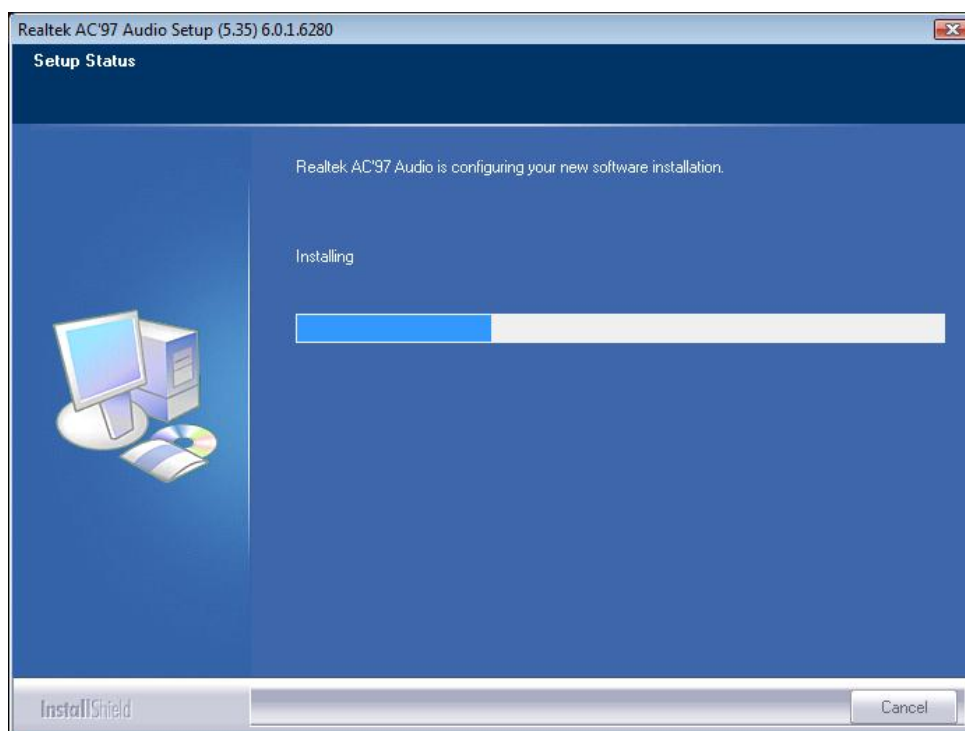 Realtek AC'97 Audio Setup (5.35) 6.0.1.6280
Setup Status
Realtek AC'97 Audio is configuring your new software installation.
Installing
InstallShield
Cancel